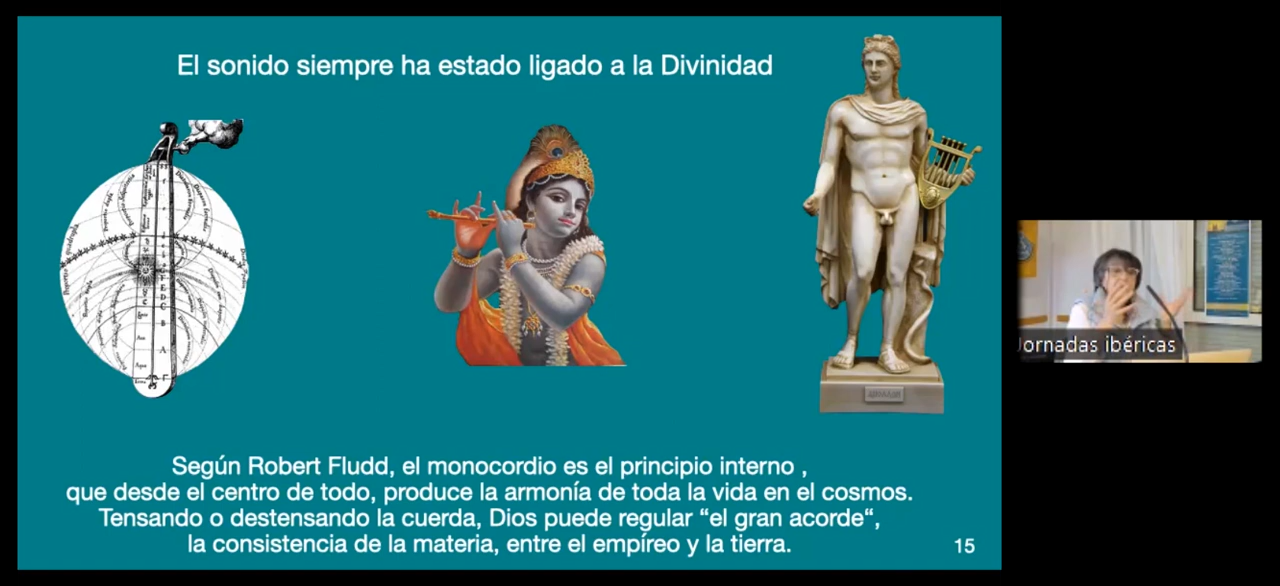 El sonido siempre ha estado ligado a la Divinidad
Jornadas ibéricas
Según Robert Fludd, el monocordio es el principio interno ,
que desde el centro de todo, produce la armonía de toda la vida en el cosmos.
Tensando o destensando la cuerda, Dios puede regular “el gran acorde“,
la consistencia de la materia, entre el empíreo y la tierra.
15